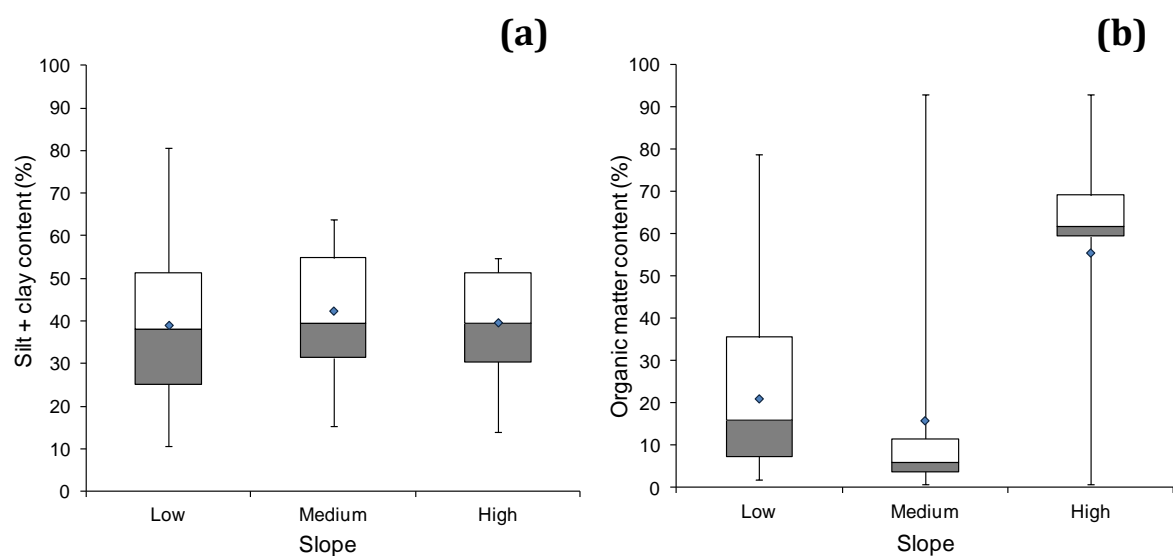 (a)
Silt + clay content (%)
100
90
80
70
60
50
40
30
20
10
0
Low Medium High
Slope
(b)
Organic matter content (%)
100
90
80
70
60
50
40
30
20
10
0
Low Medium High
Slope